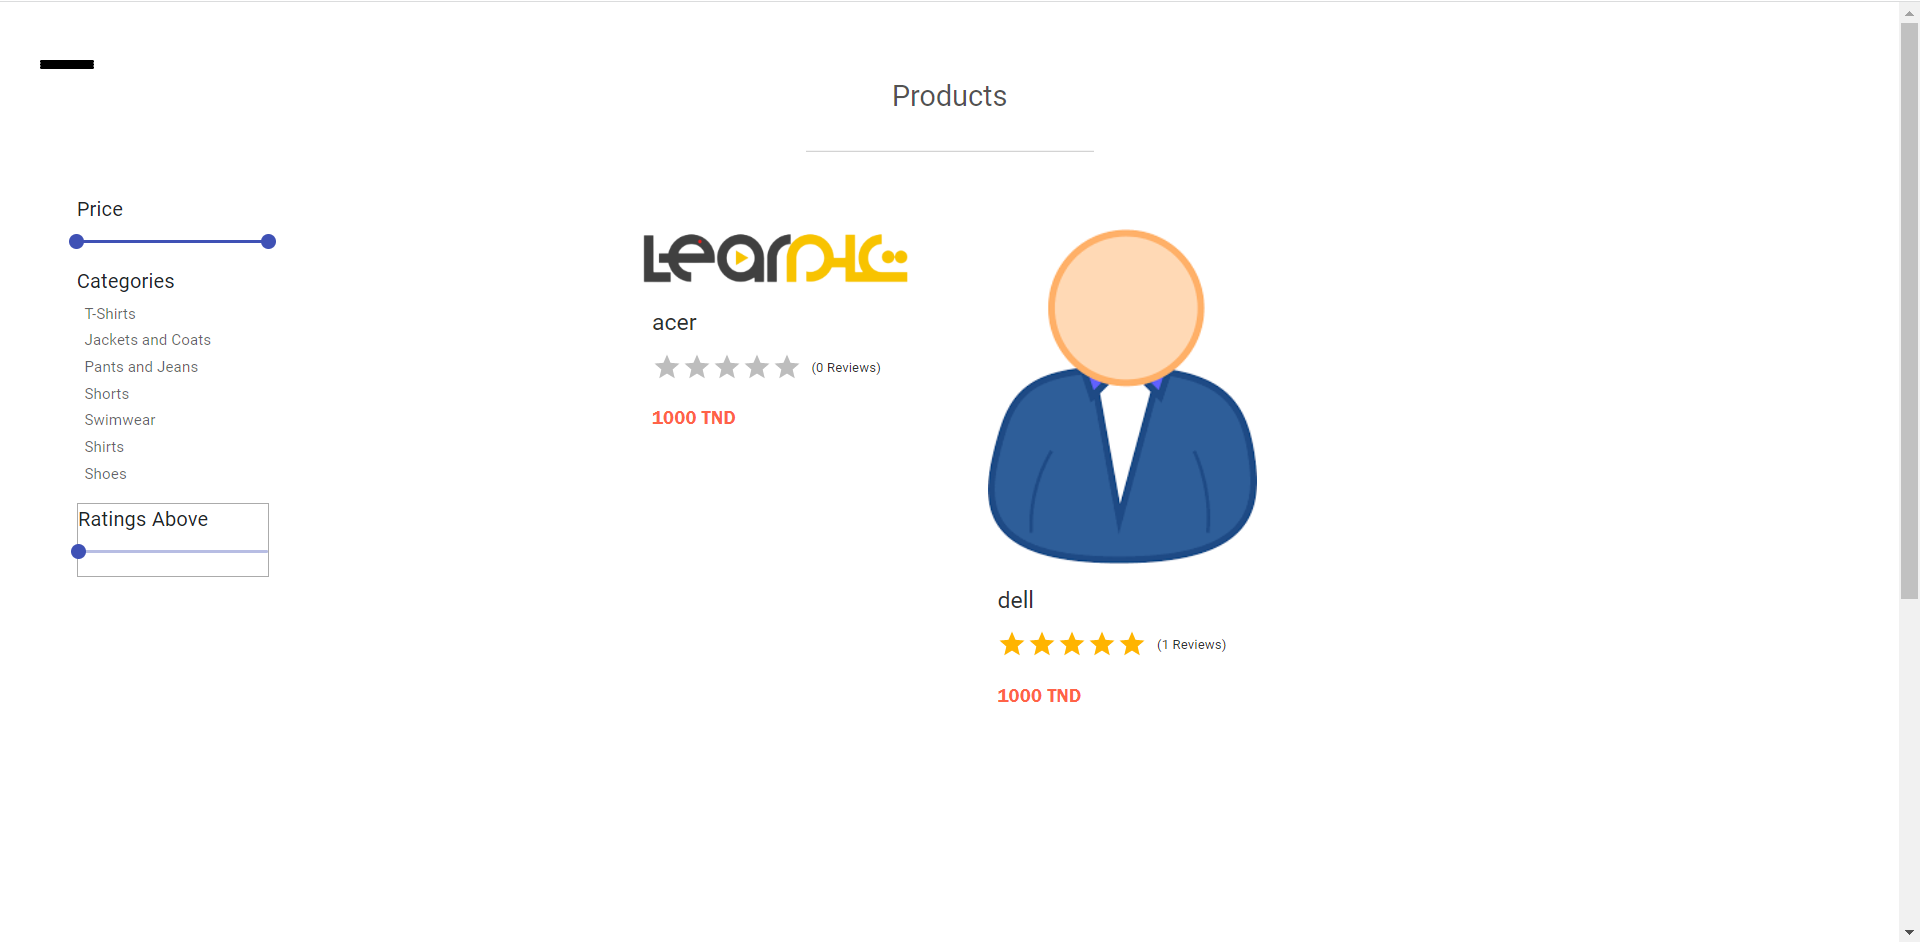 Products
Price
Categories
T-Shirts
Jackets and Coats
Pants and Jeans
Shorts
Swimwear
Shirts
Shoes
Ratings Above
acer
(0 Reviews)
1000 TND
dell
(1 Reviews)
1000 TND